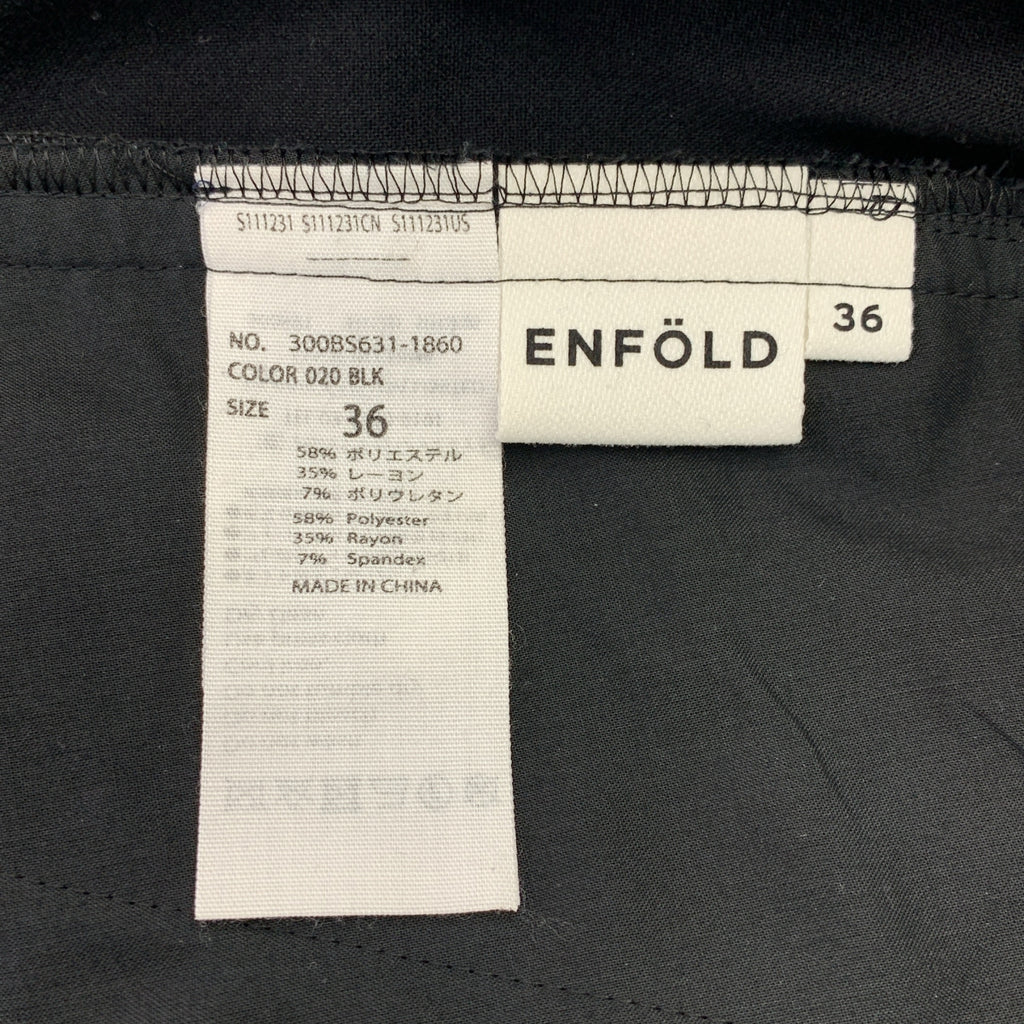 S111231 S111231CN S111231US
NO. 300BS631-1860
COLOR 020 BLK
SIZE 36
58% ポリエステル
35% レーヨン
7% ポリウレタン
58% Polyester
35% Rayon
7% Spandex
MADE IN CHINA
ENFÖLD
36